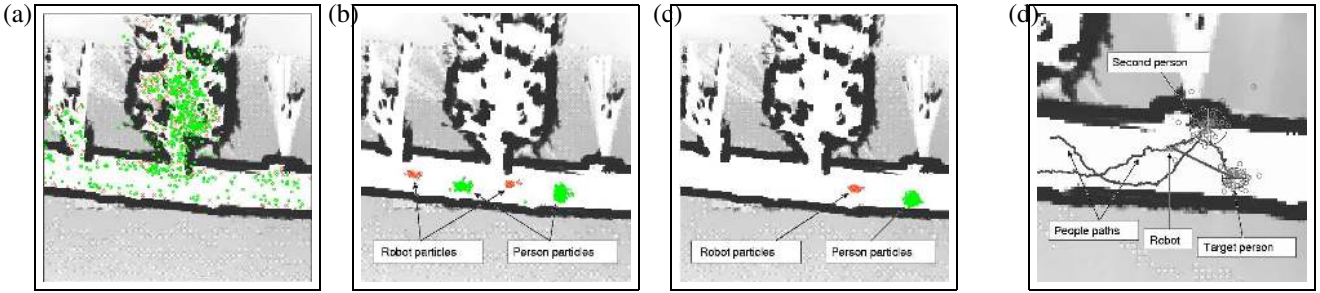 (a)
(b)
(c)
(d)
Robot particles
Person particles
Robot particles
Person particles
Second person
People paths
Robot
Target person